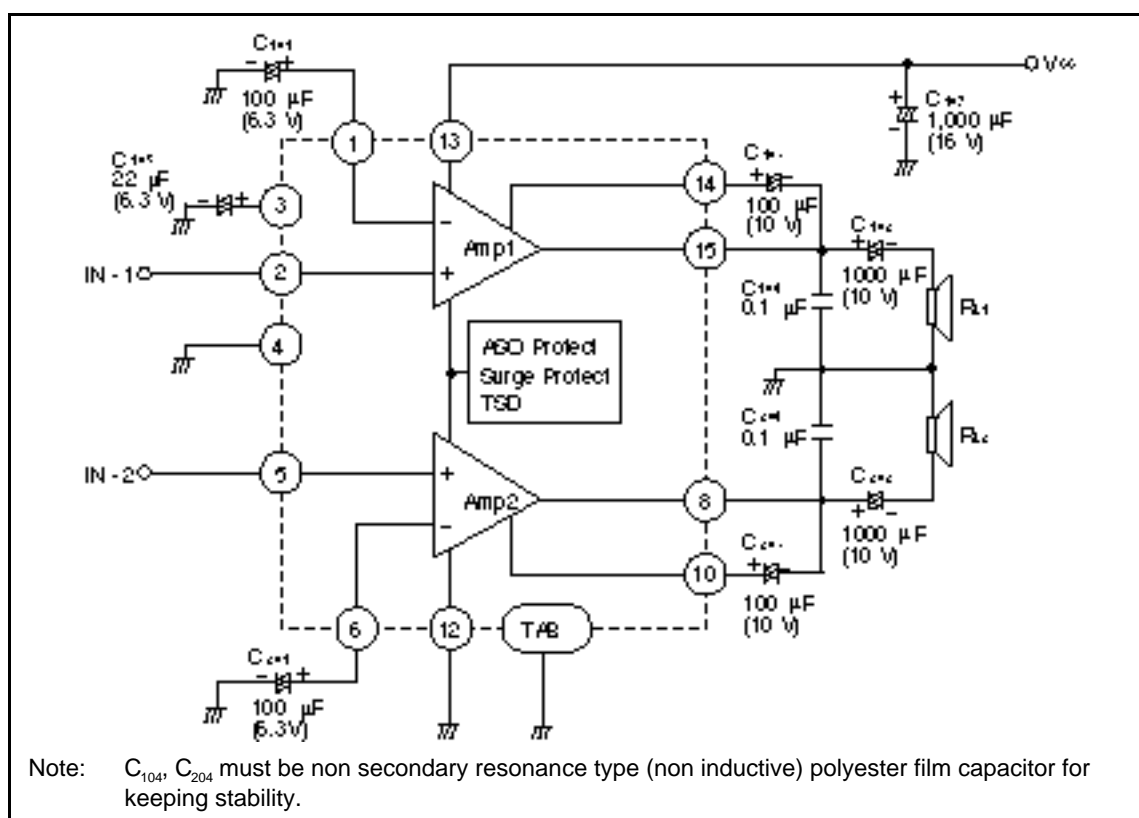 100 µF
(6.3 V)
22 µF
(6.3 V)
1
13
1,000 µF
(16 V)
3
14
100 µF
(10 V)
-
Amp1
15
IN - 1
2
+
1000 µF
(10 V)
0.1 µF
4
ASO Protect
Surge Protect
TSD
0.1 µF
IN - 2
5
+
Amp2
8
-
1000 µF
(10 V)
10
100 µF
(10 V)
6
12
TAB
100 µF
(6.3V)
Note: C104, C204 must be non secondary resonance type (non inductive) polyester film capacitor for
keeping stability.